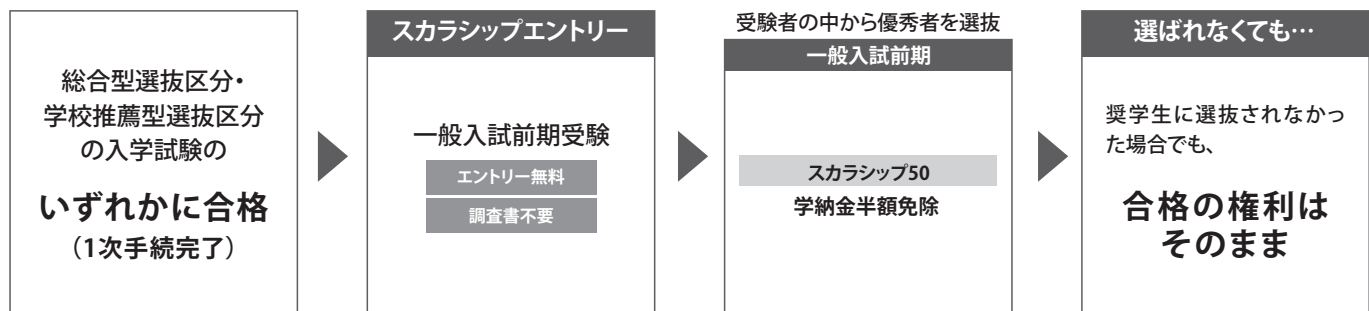 総合型選抜区分・
学校推薦型選抜区分
の入学試験の
いずれかに合格
（1次手続完了）
スカラシップエントリー
一般入試前期受験
エントリー無料
調査書不要
受験者の中から優秀者を選抜
一般入試前期
スカラシップ50
学納金半額免除
選ばれなくても…
奨学生に選抜されなかっ
た場合でも、
合格の権利は
そのまま